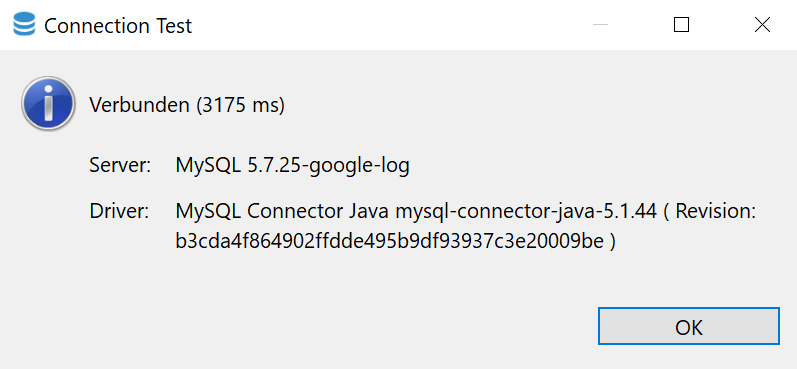 Connection Test
Verbunden (3175 ms)
Server: MySQL 5.7.25-google-log
Driver: MySQL Connector Java mysql-connector-java-5.1.44 ( Revision:
b3cda4f864902ffdde495b9df93937c3e20009be )
OK